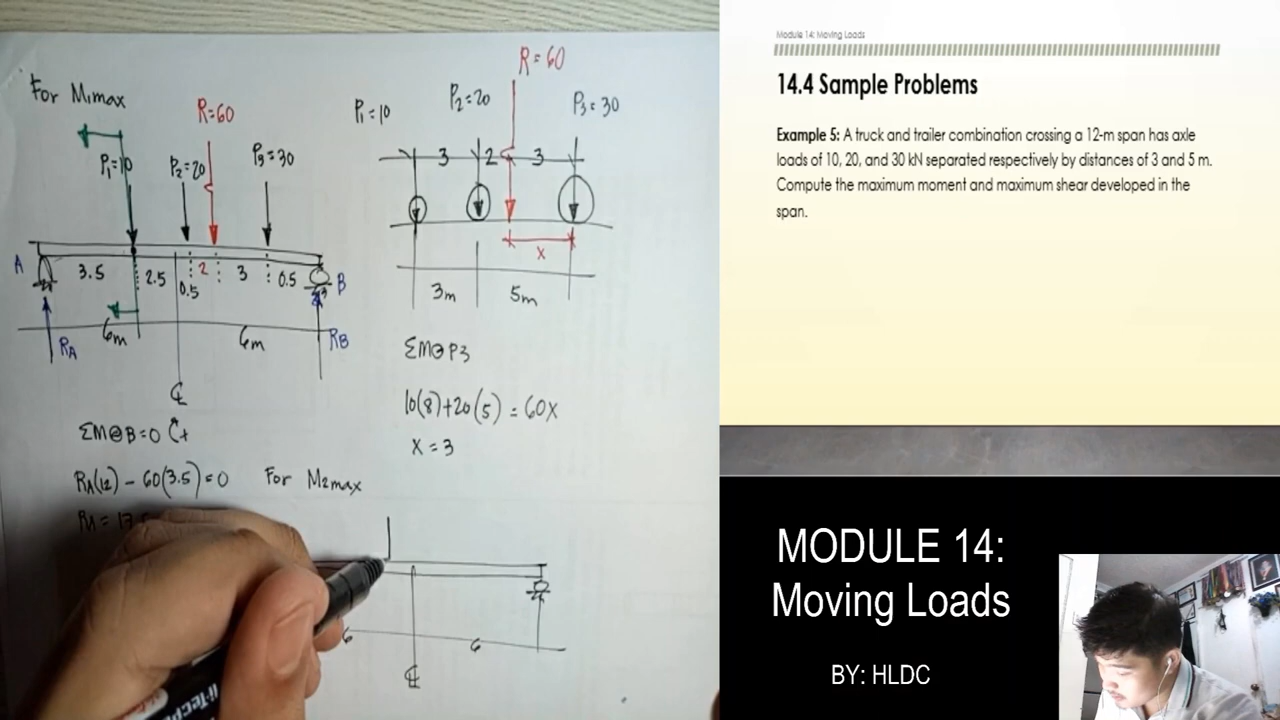 For M1max
R=60
P1=10
P2=20
P3=30
A
3.5
2.5
0.5
2
3
0.5
B
6m
6m
RA
RB
℄
ΣM@B=0 ↶+
RA(12) - 60(3.5)=0
RA = 17.
R=60
P1=10
P2=20
P3=30
3
2
3
x
3m
5m
ΣM@P3
10(8)+20(5) = 60x
x = 3
For M2max
6
6
℄
Hi-TecP
Module 14: Moving Loads
14.4 Sample Problems
Example 5: A truck and trailer combination crossing a 12-m span has axle
loads of 10, 20, and 30 kN separated respectively by distances of 3 and 5 m.
Compute the maximum moment and maximum shear developed in the
span.
MODULE 14:
Moving Loads
BY: HLDC